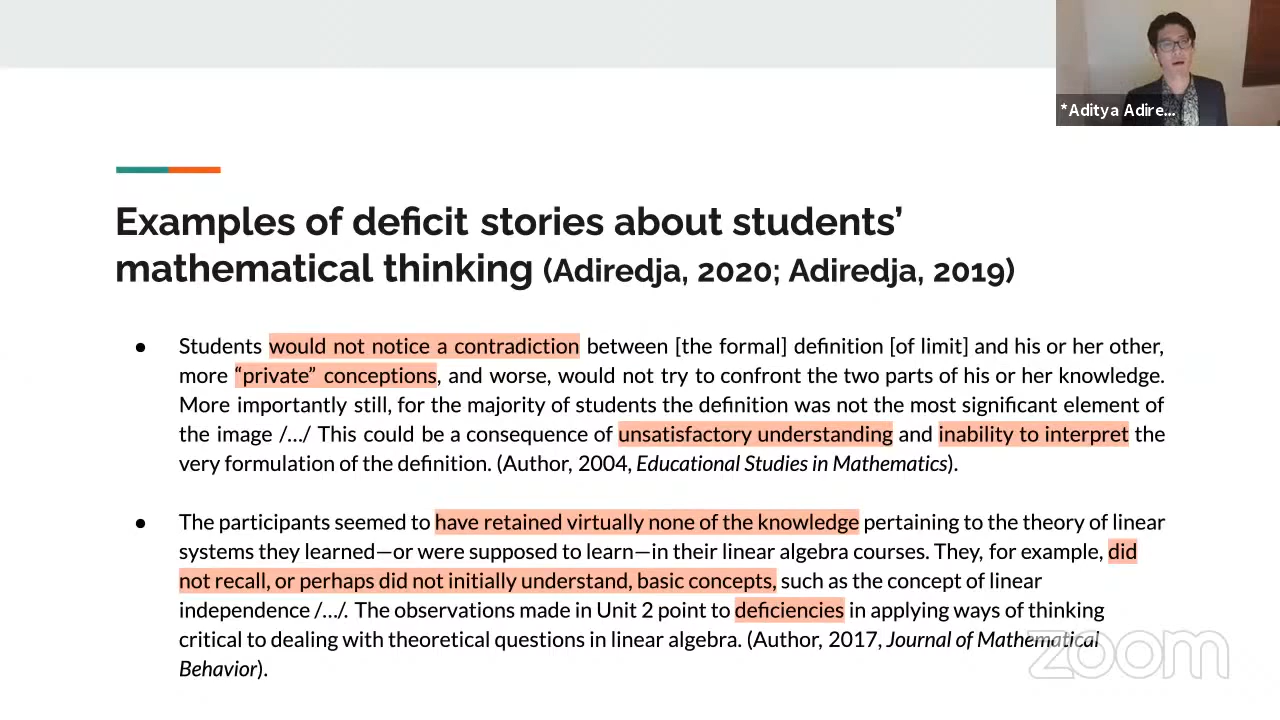 *Aditya Adire...
Examples of deficit stories about students’
mathematical thinking (Adiredja, 2020; Adiredja, 2019)
● Students would not notice a contradiction between [the formal] definition [of limit] and his or her other,
more “private” conceptions, and worse, would not try to confront the two parts of his or her knowledge.
More importantly still, for the majority of students the definition was not the most significant element of
the image /…/ This could be a consequence of unsatisfactory understanding and inability to interpret the
very formulation of the definition. (Author, 2004, Educational Studies in Mathematics).
● The participants seemed to have retained virtually none of the knowledge pertaining to the theory of linear
systems they learned—or were supposed to learn—in their linear algebra courses. They, for example, did
not recall, or perhaps did not initially understand, basic concepts, such as the concept of linear
independence /…/. The observations made in Unit 2 point to deficiencies in applying ways of thinking
critical to dealing with theoretical questions in linear algebra. (Author, 2017, Journal of Mathematical
Behavior).
zoom